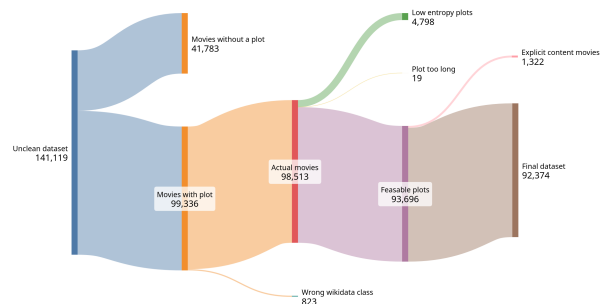 Low entropy plots
4,798
Movies without a plot
41,783
Explicit content movies
1,322
Plot too long
19
Unclean dataset
141,119
Actual movies
98,513
Final dataset
92,374
Feasable plots
93,696
Movies with plot
99,336
Wrong wikidata class
823